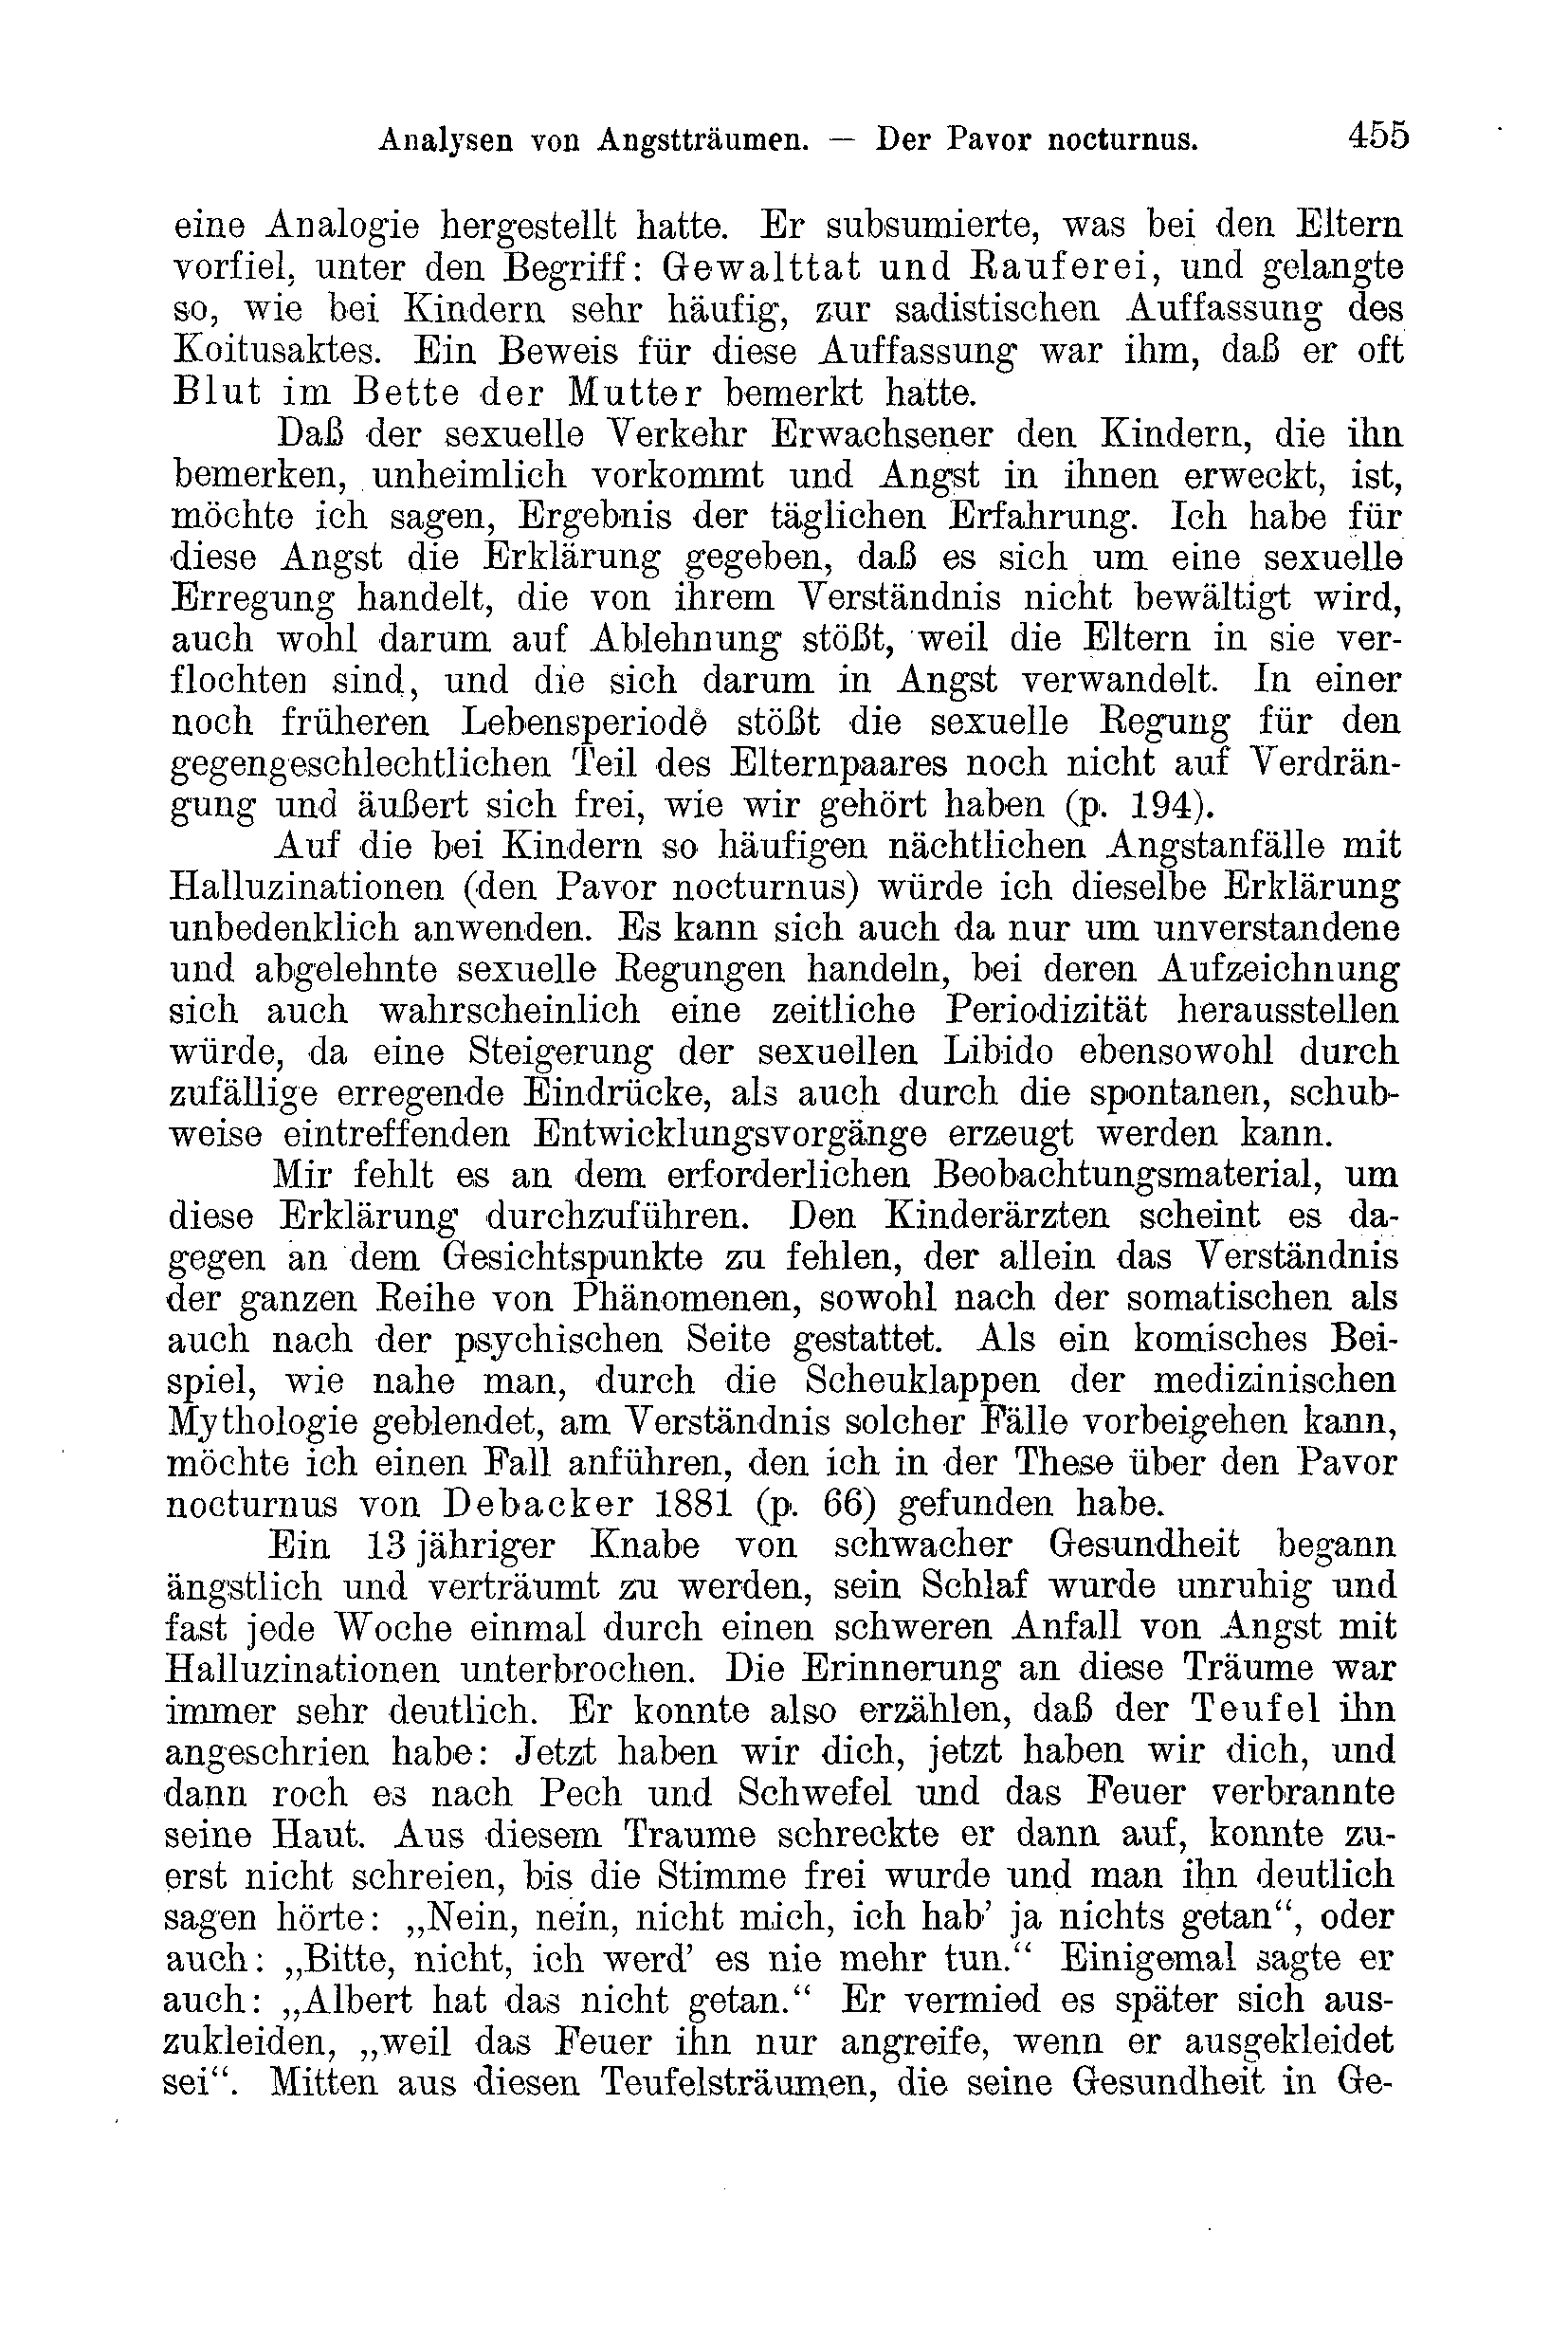 Analysen von Angstträumen. — Der Pavor nocturnus. 455
eine Analogie hergestellt hatte. Er subsumierte, was bei den Eltern
vorfiel, unter den Begriff: Gewalttat und Rauferei, und gelangte
so, wie bei Kindern sehr häufig, zur sadistischen Auffassung des
Koitusaktes. Ein Beweis für diese Auffassung war ihm, daß er oft
Blut im Bette der Mutter bemerkt hatte.
Daß der sexuelle Verkehr Erwachsener den Kindern, die ihn
bemerken, unheimlich vorkommt und Angst in ihnen erweckt, ist,
möchte ich sagen, Ergebnis der täglichen Erfahrung. Ich habe für
diese Angst die Erklärung gegeben, daß es sich um eine sexuelle
Erregung handelt, die von ihrem Verständnis nicht bewältigt wird,
auch wohl darum auf Ablehnung stößt, weil die Eltern in sie ver-
flochten sind, und die sich darum in Angst verwandelt. In einer
noch früheren Lebensperiode stößt die sexuelle Regung für den
gegengeschlechtlichen Teil des Elternpaares noch nicht auf Verdrän-
gung und äußert sich frei, wie wir gehört haben (p. 194).
Auf die bei Kindern so häufigen nächtlichen Angstanfälle mit
Halluzinationen (den Pavor nocturnus) würde ich dieselbe Erklärung
unbedenklich anwenden. Es kann sich auch da nur um unverstandene
und abgelehnte sexuelle Regungen handeln, bei deren Aufzeichnung
sich auch wahrscheinlich eine zeitliche Periodizität herausstellen
würde, da eine Steigerung der sexuellen Libido ebensowohl durch
zufällige erregende Eindrücke, als auch durch die spontanen, schub-
weise eintreffenden Entwicklungsvorgänge erzeugt werden kann.
Mir fehlt es an dem erforderlichen Beobachtungsmaterial, um
diese Erklärung durchzuführen. Den Kinderärzten scheint es da-
gegen an dem Gesichtspunkte zu fehlen, der allein das Verständnis
der ganzen Reihe von Phänomenen, sowohl nach der somatischen als
auch nach der psychischen Seite gestattet. Als ein komisches Bei-
spiel, wie nahe man, durch die Scheuklappen der medizinischen
Mythologie geblendet, am Verständnis solcher Fälle vorbeigehen kann,
möchte ich einen Fall anführen, den ich in der These über den Pavor
nocturnus von Debacker 1881 (p. 66) gefunden habe.
Ein 13 jähriger Knabe von schwacher Gesundheit begann
ängstlich und verträumt zu werden, sein Schlaf wurde unruhig und
fast jede Woche einmal durch einen schweren Anfall von Angst mit
Halluzinationen unterbrochen. Die Erinnerung an diese Träume war
immer sehr deutlich. Er konnte also erzählen, daß der Teufel ihn
angeschrien habe: Jetzt haben wir dich, jetzt haben wir dich, und
dann roch es nach Pech und Schwefel und das Feuer verbrannte
seine Haut. Aus diesem Traume schreckte er dann auf, konnte zu-
erst nicht schreien, bis die Stimme frei wurde und man ihn deutlich
sagen hörte: „Nein, nein, nicht mich, ich hab’ ja nichts getan“, oder
auch: „Bitte, nicht, ich werd’ es nie mehr tun.“ Einigemal sagte er
auch: „Albert hat das nicht getan.“ Er vermied es später sich aus-
zukleiden, „weil das Feuer ihn nur angreife, wenn er ausgekleidet
sei“. Mitten aus diesen Teufelsträumen, die seine Gesundheit in Ge-